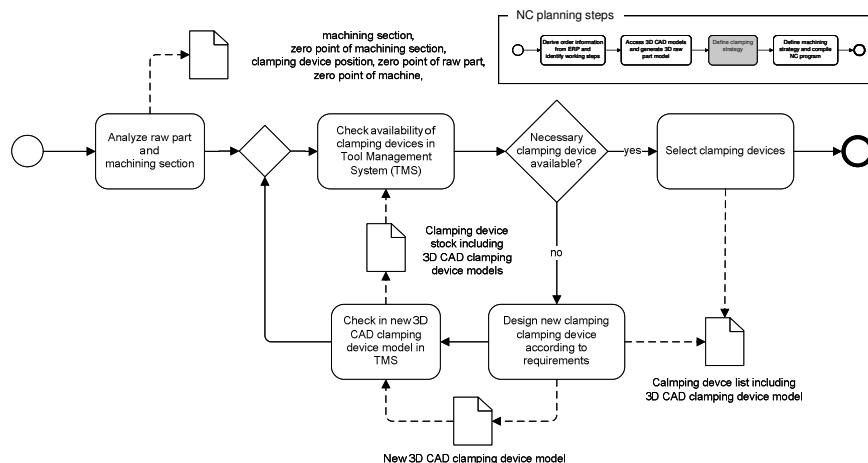 NC planning steps
Derive order information
from ERP and
identify working steps
Access 3D CAD models
and generate 3D raw
part model
Define clamping
strategy
Define machining
strategy and compile
NC program
machining section,
zero point of machining section,
clamping device position, zero point of raw part,
zero point of machine,
Analyze raw part
and
machining section
Check availability of
clamping devices in
Tool Management
System (TMS)
Necessary
clamping device
available?
yes
Select clamping devices
no
Clamping device
stock including
3D CAD clamping
device models
Check in new 3D
CAD clamping
device model in
TMS
Design new clamping
clamping device
according to
requirements
Calmping devce list including
3D CAD clamping device model
New 3D CAD clamping device model